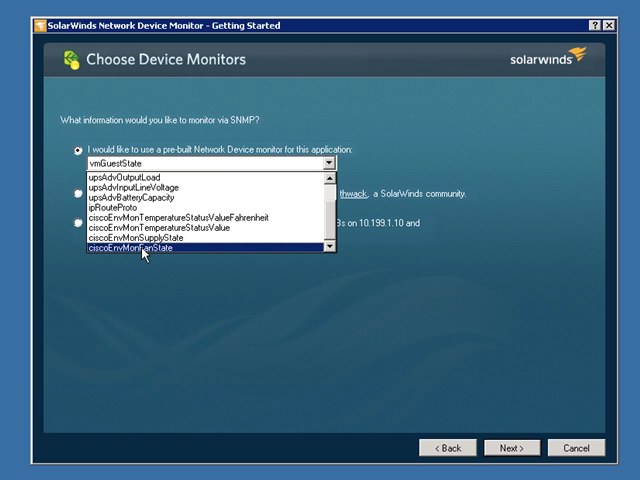 SolarWinds Network Device Monitor - Getting Started
Choose Device Monitors
solarwinds
What information would you like to monitor via SNMP?
I would like to use a pre-built Network Device monitor for this application:
vmGuestState
upsAdvOutputLoad
upsAdvInputLineVoltage
upsAdvBatteryCapacity
ipRouteProto
ciscoEnvMonTemperatureStatusValueFahrenheit
ciscoEnvMonTemperatureStatusValue
ciscoEnvMonSupplyState
ciscoEnvMonFanState
thwack, a SolarWinds community.
on 10.199.1.10 and
< Back
Next >
Cancel